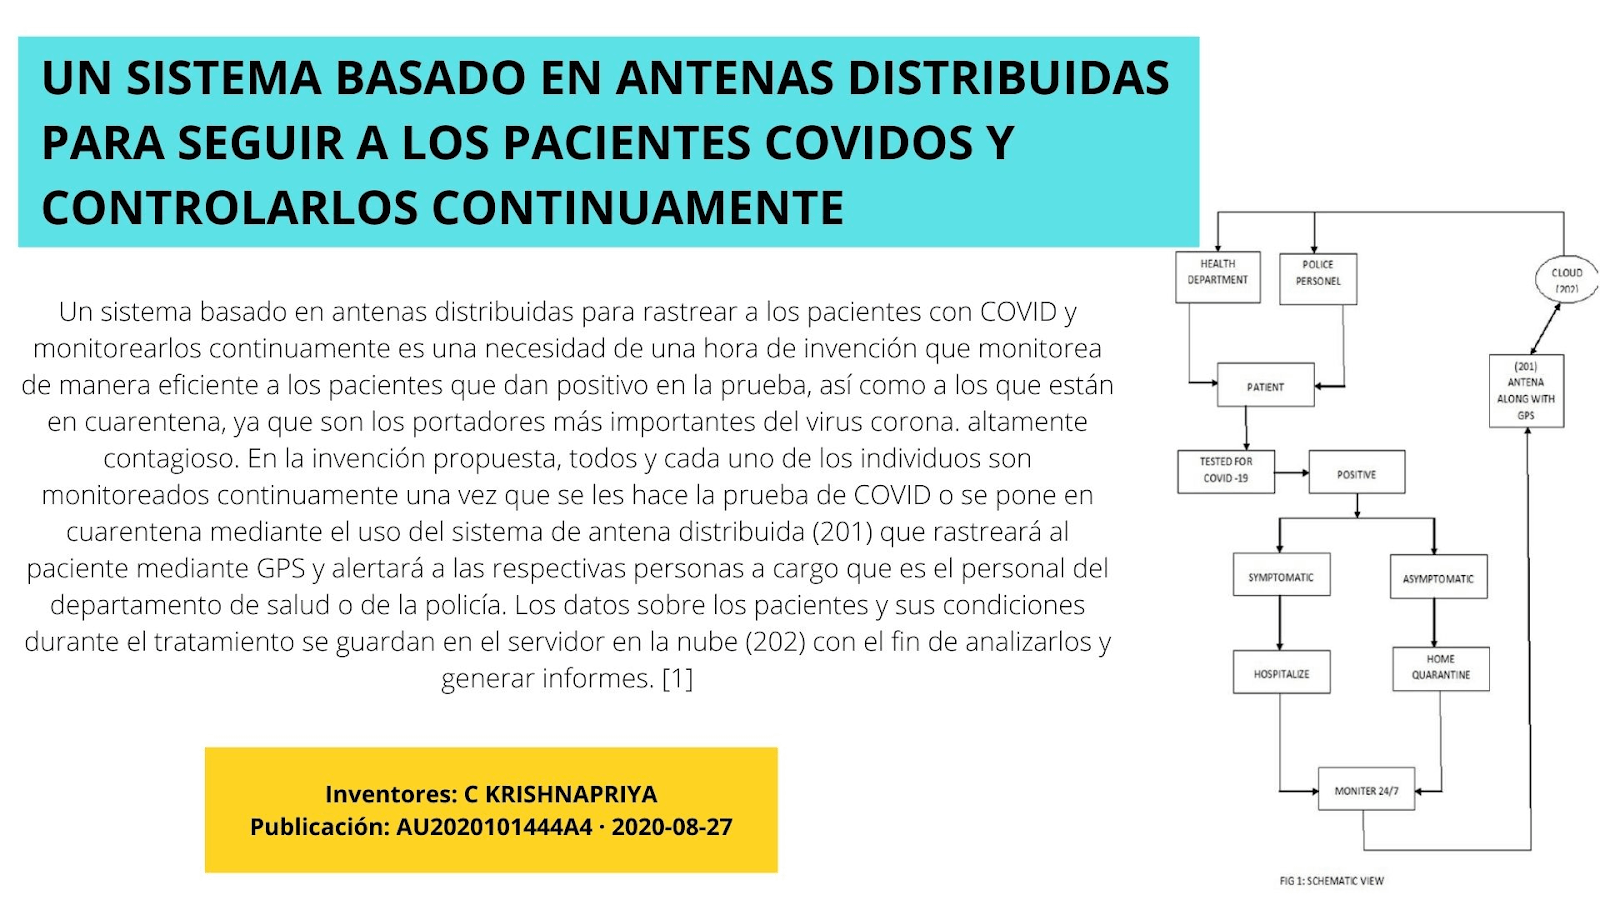 UN SISTEMA BASADO EN ANTENAS DISTRIBUIDAS
PARA SEGUIR A LOS PACIENTES COVIDOS Y
CONTROLARLOS CONTINUAMENTE
Un sistema basado en antenas distribuidas para rastrear a los pacientes con COVID y
monitorearlos continuamente es una necesidad de una hora de invención que monitorea
de manera eficiente a los pacientes que dan positivo en la prueba, así como a los que están
en cuarentena, ya que son los portadores más importantes del virus corona. altamente
contagioso. En la invención propuesta, todos y cada uno de los individuos son
monitoreados continuamente una vez que se les hace la prueba de COVID o se pone en
cuarentena mediante el uso del sistema de antena distribuida (201) que rastreará al
paciente mediante GPS y alertará a las respectivas personas a cargo que es el personal del
departamento de salud o de la policía. Los datos sobre los pacientes y sus condiciones
durante el tratamiento se guardan en el servidor en la nube (202) con el fin de analizarlos y
generar informes. [1]
Inventores: C KRISHNAPRIYA
Publicación: AU2020101444A4 · 2020-08-27
HEALTH
DEPARTMENT
POLICE
PERSONEL
CLOUD
(202)
(201)
ANTENA
ALONG WITH
GPS
PATIENT
TESTED FOR
COVID -19
POSITIVE
SYMPTOMATIC
ASYMPTOMATIC
HOSPITALIZE
HOME
QUARANTINE
MONITER 24/7
FIG 1: SCHEMATIC VIEW